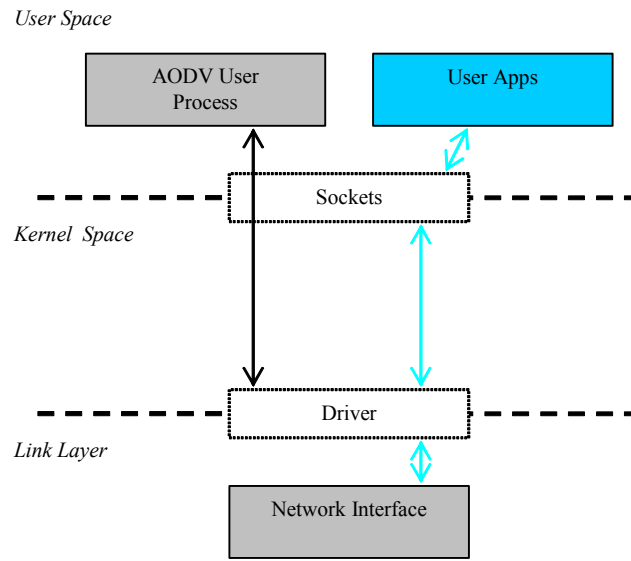 User Space
AODV User
Process
User Apps
Sockets
Kernel Space
Driver
Link Layer
Network Interface